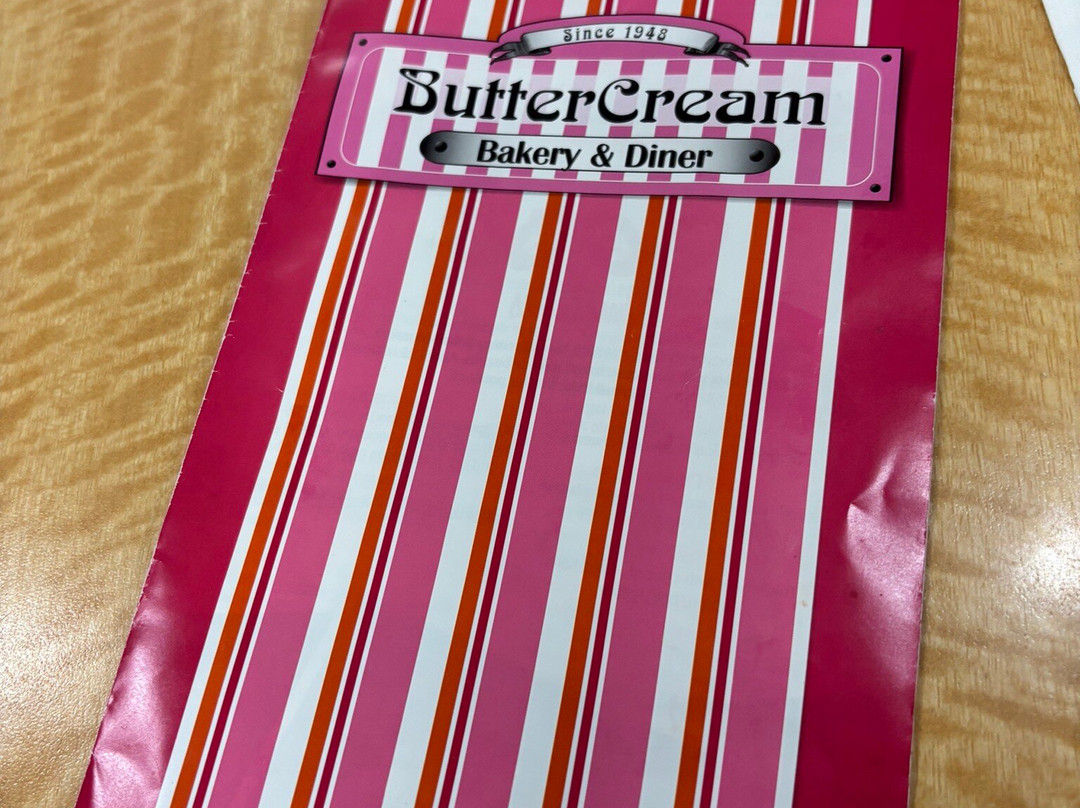 Since 1948
ButterCream
Bakery & Diner